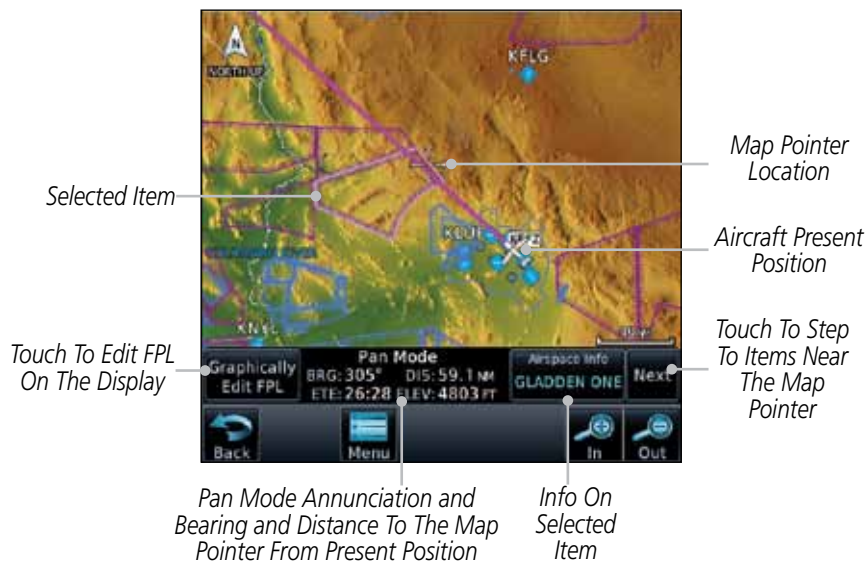 N
NORTH UP
KFLG
Map Pointer
Location
Selected Item
KLUF
Aircraft Present
Position
Touch To Edit FPL
On The Display
Graphically
Edit FPL
Pan Mode
BRG: 305° DIS: 59.1 NM
ETE: 26:28 ELEV: 4803 FT
Airspace Info
GLADDEN ONE
Next
Touch To Step
To Items Near
The Map
Pointer
Back
Menu
In
Out
Pan Mode Annunciation and
Bearing and Distance To The Map
Pointer From Present Position
Info On
Selected
Item